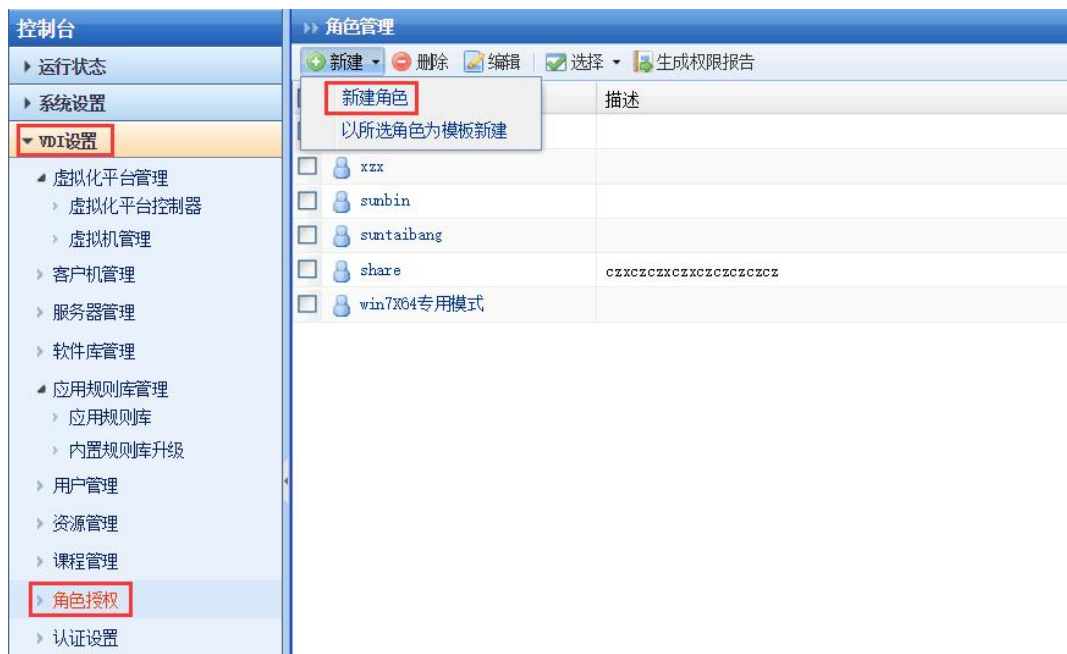 控制台
运行状态
系统设置
VDI设置
虚拟化平台管理
虚拟化平台控制器
虚拟机管理
客户机管理
服务器管理
软件库管理
应用规则库管理
应用规则库
内置规则库升级
用户管理
资源管理
课程管理
角色授权
认证设置
角色管理
新建 删除 编辑 选择 生成权限报告
新建角色
以所选角色为模板新建
描述
xzx
sunbin
suntaibang
share czxczczxczxczczczczcz
win7X64专用模式